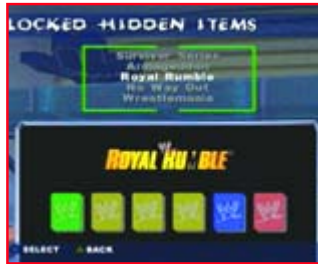 LOCKED HIDDEN ITEMS
Survivor Series
Armageddon
Royal Rumble
No Way Out
Wrestlemania
ROYAL RUMBLE
SELECT BACK